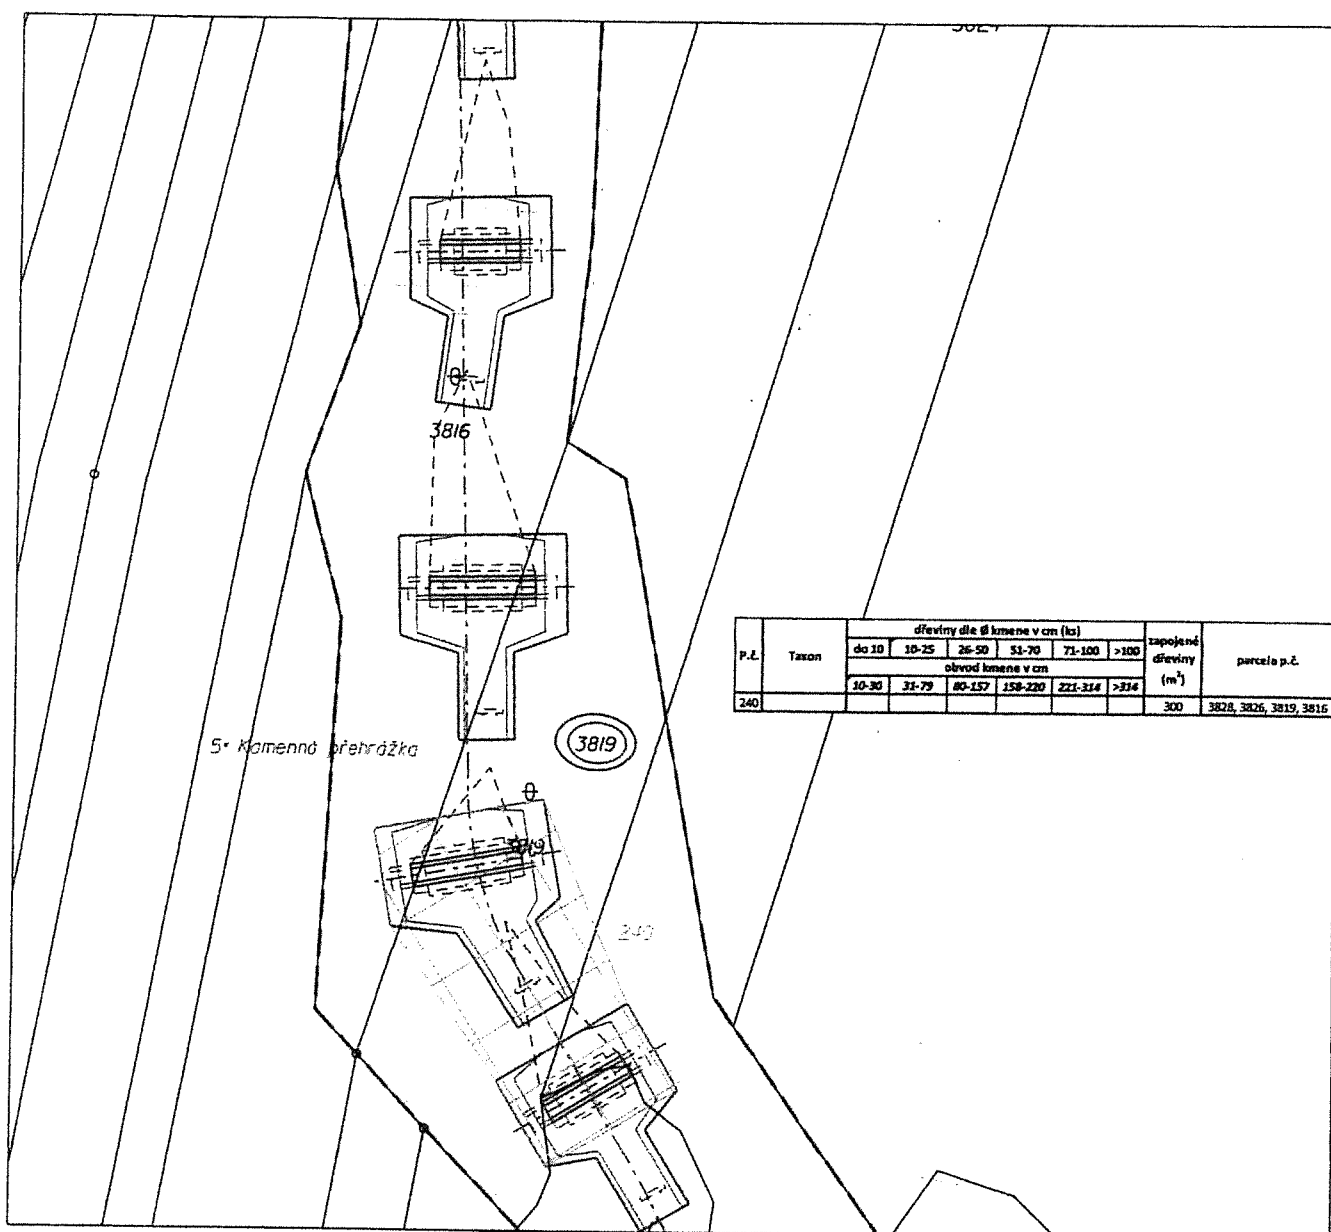 3816
P.č. Taxon dřeviny dle Ø kmene v cm (ks) zapojené dřeviny (m²) parcela p.č.
do 10 10-25 26-50 51-70 71-100 >100
obvod kmene v cm
10-30 31-79 80-157 158-220 221-314 >314
240 300 3828, 3826, 3819, 3816
5• Kamenná přehrážka
3819
3819
240